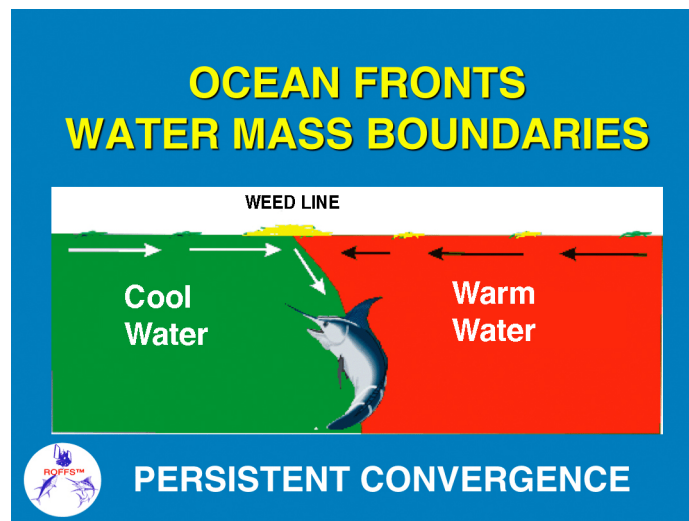 OCEAN FRONTS
WATER MASS BOUNDARIES
WEED LINE
Cool
Water
Warm
Water
ROFFS™
PERSISTENT CONVERGENCE